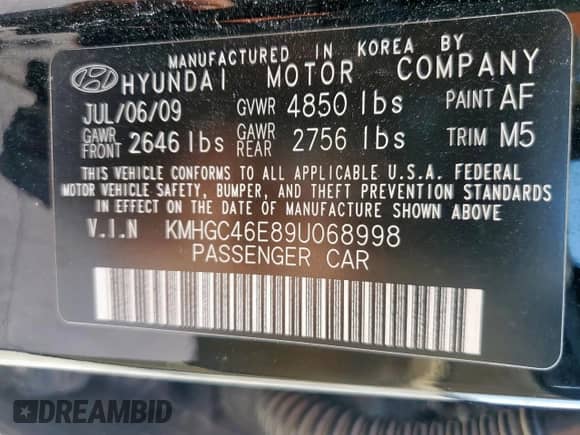 MANUFACTURED IN KOREA BY
HYUNDAI MOTOR COMPANY
JUL/06/09 GVWR 4850 lbs PAINT AF
GAWR FRONT 2646 lbs GAWR REAR 2756 lbs TRIM M5
THIS VEHICLE CONFORMS TO ALL APPLICABLE U.S.A. FEDERAL
MOTOR VEHICLE SAFETY, BUMPER, AND THEFT PREVENTION STANDARDS
IN EFFECT ON THE DATE OF MANUFACTURE SHOWN ABOVE.
V.I.N KMHGC46E89U068998
PASSENGER CAR
DREAMBID